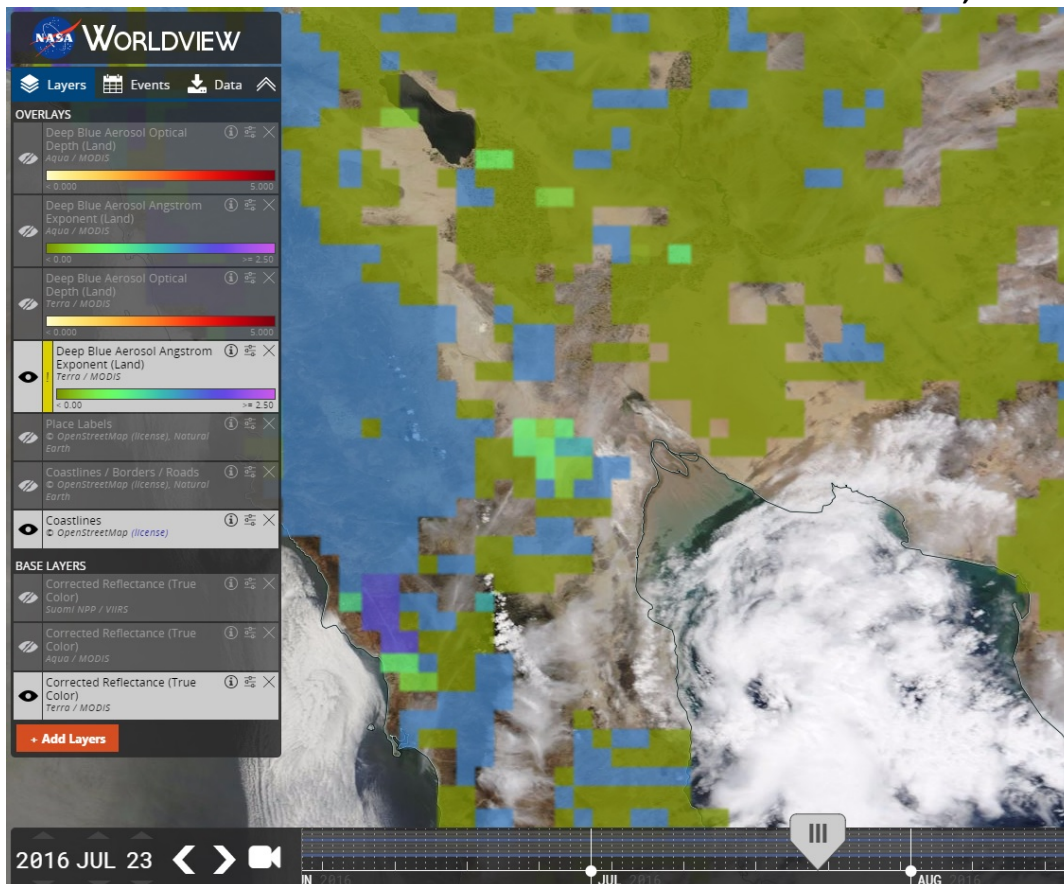 NASA WORLDVIEW
Layers Events Data
OVERLAYS
Deep Blue Aerosol Optical
Depth (Land)
Aqua / MODIS
< 0.000 5.000
Deep Blue Aerosol Angstrom
Exponent (Land)
Aqua / MODIS
< 0.00 >= 2.50
Deep Blue Aerosol Optical
Depth (Land)
Terra / MODIS
< 0.000 5.000
Deep Blue Aerosol Angstrom
Exponent (Land)
Terra / MODIS
< 0.00 >= 2.50
Place Labels
© OpenStreetMap (license), Natural
Earth
Coastlines / Borders / Roads
© OpenStreetMap (license), Natural
Earth
Coastlines
© OpenStreetMap (license)
BASE LAYERS
Corrected Reflectance (True
Color)
Suomi NPP / VIIRS
Corrected Reflectance (True
Color)
Aqua / MODIS
Corrected Reflectance (True
Color)
Terra / MODIS
+ Add Layers
2016 JUL 23
2016 JUL 2016 AUG 2016